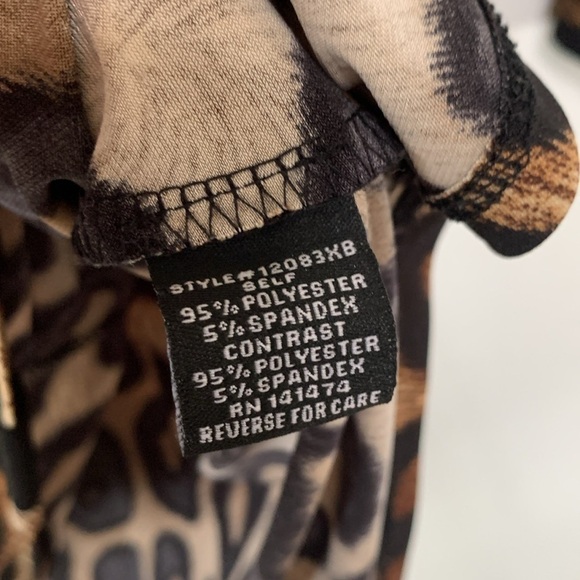 STYLE#12083XB
SELF
95% POLYESTER
5% SPANDEX
CONTRAST
95% POLYESTER
5% SPANDEX
RN 141474
REVERSE FOR CARE